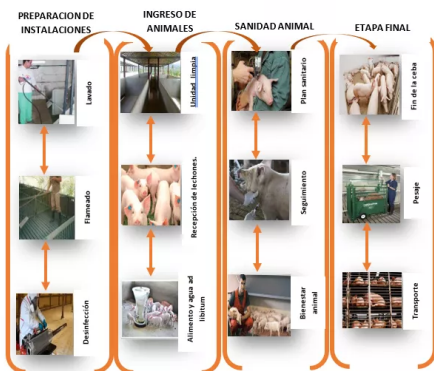 PREPARACION DE
INSTALACIONES
Lavado
Flameado
Desinfección
INGRESO DE
ANIMALES
Unidad limpia
Recepción de lechones.
Alimento y agua ad
libitum
SANIDAD ANIMAL
Plan sanitario
Seguimiento
Bienestar
animal
ETAPA FINAL
Fin de la ceba
Pesaje
Transporte